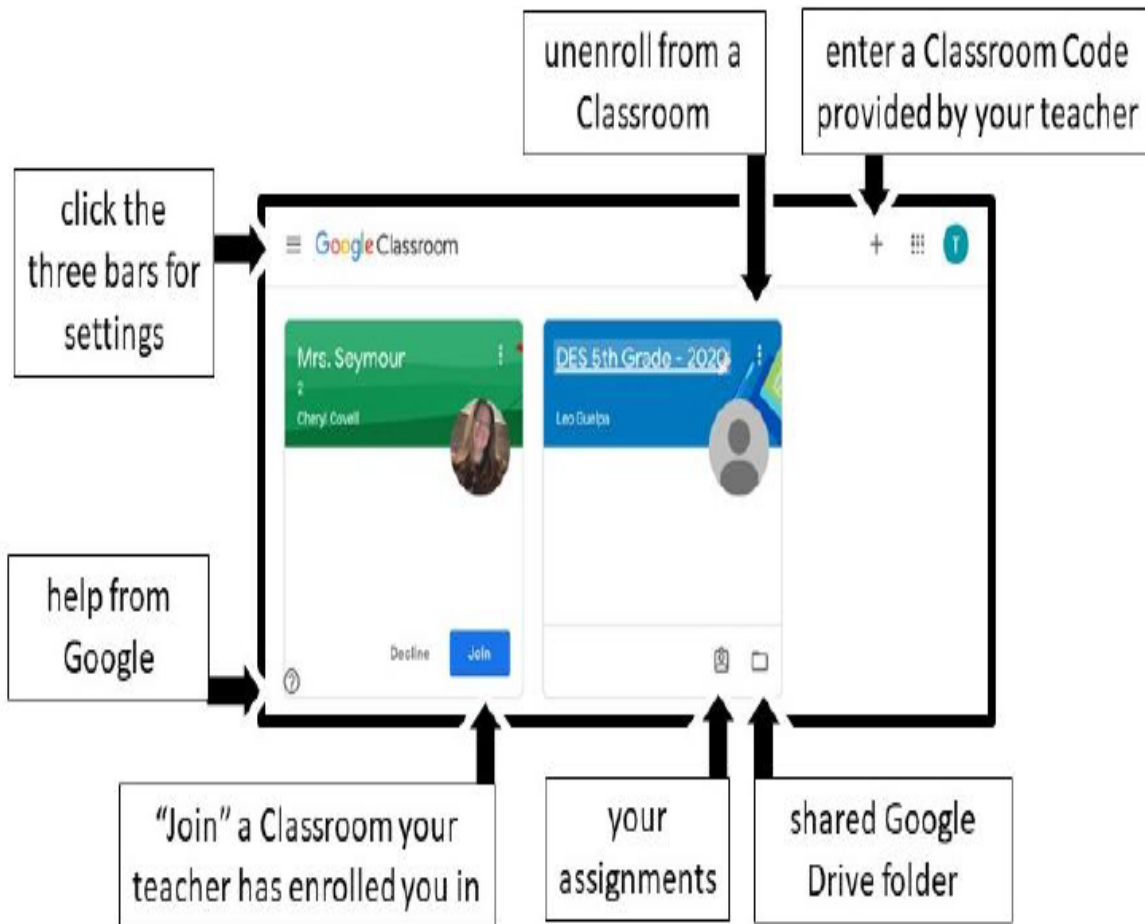 unenroll from a
Classroom
enter a Classroom Code
provided by your teacher
click the
three bars for
settings
Google Classroom
T
Mrs. Seymour
2
Cheryl Covell
DES 5th Grade - 2020
Leo Guelpa
help from
Google
Decline
Join
?
"Join" a Classroom your
teacher has enrolled you in
your
assignments
shared Google
Drive folder